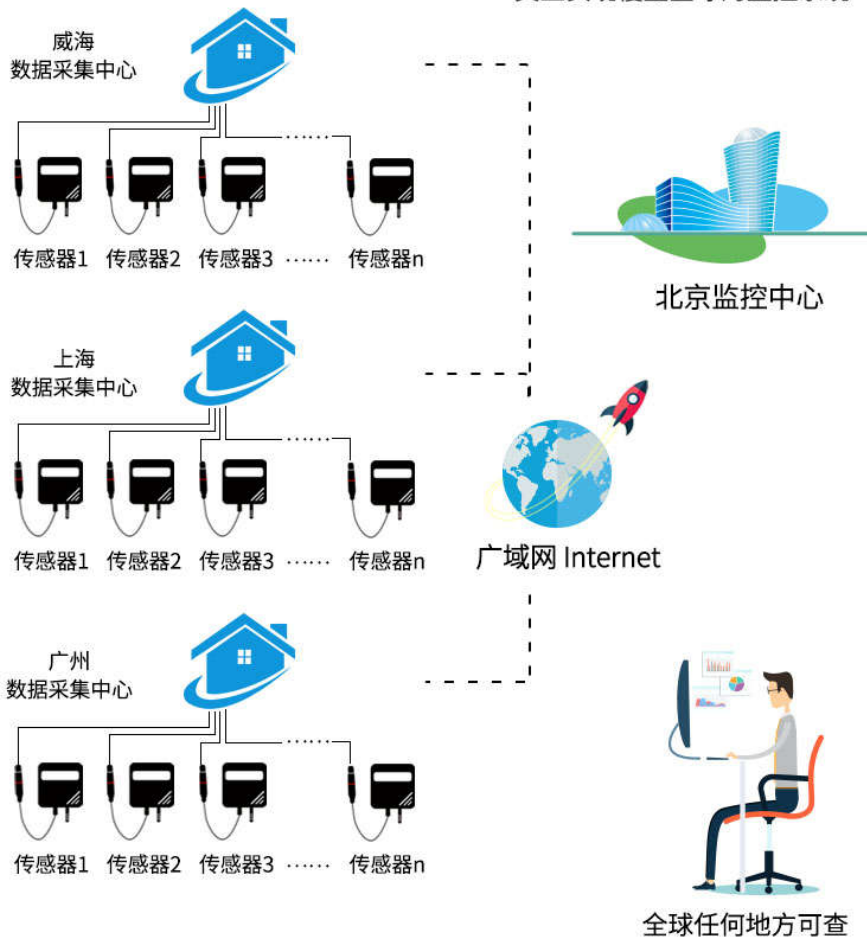 威海
数据采集中心
传感器1 传感器2 传感器3 …… 传感器n
北京监控中心
上海
数据采集中心
传感器1 传感器2 传感器3 …… 传感器n
广域网 Internet
广州
数据采集中心
传感器1 传感器2 传感器3 …… 传感器n
全球任何地方可查